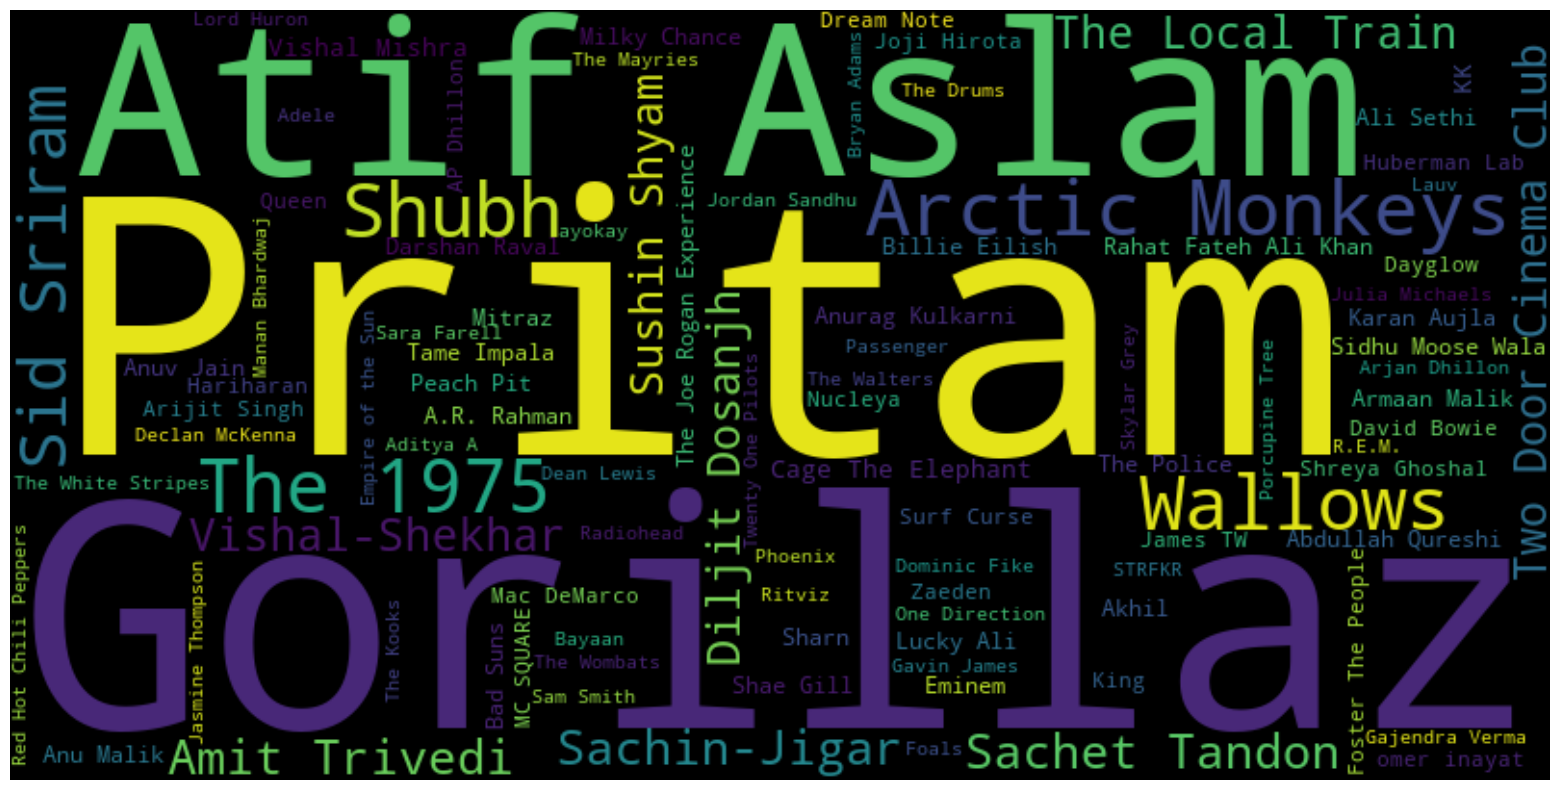 Lord Huron
Vishal Mishra
Milky Chance
The Mayries
Dream Note
Joji Hirota
The Local Train
Atif Aslam
Adele
AP Dhillon
Sushin Shyam
Bryan Adams
The Drums
KK
Ali Sethi
Huberman Lab
Lauv
Sid Sriram
Two Door Cinema Club
Queen
Shubh
ayokay
Jordan Sandhu
Arctic Monkeys
Darshan Raval
Billie Eilish
Rahat Fateh Ali Khan
Dayglow
Julia Michaels
Pritam
Manan Bhardwaj
Empire of the Sun
Mitraz
Sara Farell
Tame Impala
The Joe Rogan Experience
Diljit Dosanjh
Anurag Kulkarni
Passenger
Karan Aujla
Sidhu Moose Wala
Anuv Jain
Hariharan
Peach Pit
The Walters
Nucleya
Skylar Grey
Porcupine Tree
Arjan Dhillon
Arijit Singh
A.R. Rahman
Armaan Malik
Declan McKenna
Aditya A
Twenty One Pilots
David Bowie
R.E.M.
The White Stripes
The 1975
Dean Lewis
Cage The Elephant
The Police
Shreya Ghoshal
Wallows
Vishal-Shekhar
Radiohead
Surf Curse
James TW
Abdullah Qureshi
Gorillaz
Red Hot Chili Peppers
Jasmine Thompson
The Kooks
Phoenix
Dominic Fike
STRFKR
Mac DeMarco
Ritviz
Zaeden
One Direction
Akhil
Foster The People
Bad Suns
MC SQUARE
Bayaan
Sharn
Lucky Ali
The Wombats
Gavin James
Sam Smith
Shae Gill
Eminem
King
Anu Malik
Amit Trivedi
Sachin-Jigar
Foals
Sachet Tandon
Gajendra Verma
omer inayat